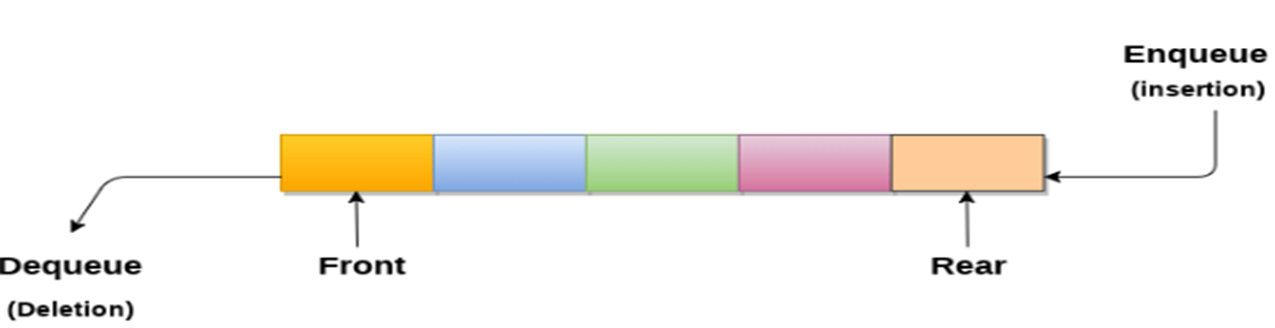 Enqueue
(insertion)
Dequeue
(Deletion)
Front
Rear